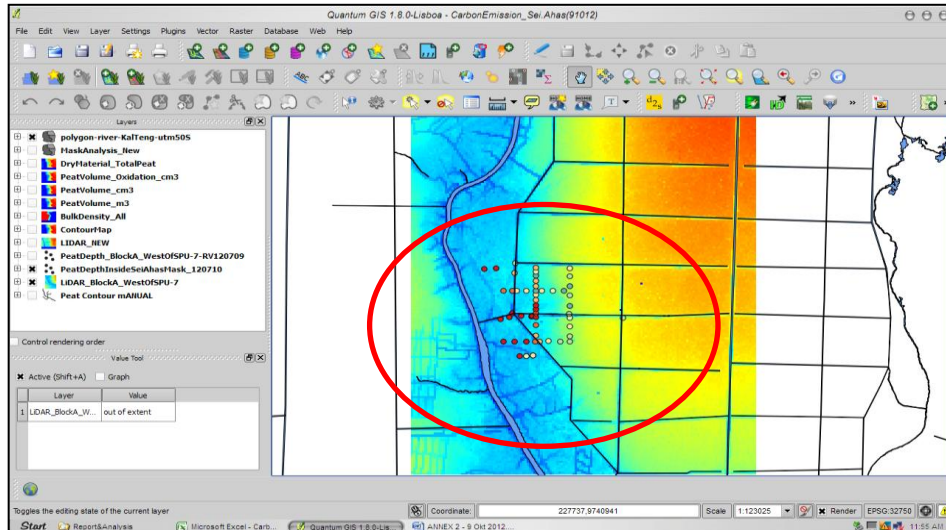 Quantum GIS 1.8.0-Lisboa - CarbonEmission_Sei.Ahas(91012)
File Edit View Layer Settings Plugins Vector Raster Database Web Help
Layers
polygon-river-KalTeng-utm50S
MaskAnalysis_New
DryMaterial_TotalPeat
PeatVolume_Oxidation_cm3
PeatVolume_cm3
PeatVolume_m3
BulkDensity_All
ContourMap
LIDAR_NEW
PeatDepth_BlockA_WestOfSPU-7-RV120709
PeatDepthInsideSeiAhasMask_120710
LiDAR_BlockA_WestOfSPU-7
Peat Contour mANUAL
Control rendering order
Value Tool
Active (Shift+A) Graph
Layer Value
1 LiDAR_BlockA_W... out of extent
Toggles the editing state of the current layer
Coordinate: 227737,9740941 Scale 1:123025 Render EPSG:32750
Start Report&Analysis Microsoft Excel - Carb... Quantum GIS 1.8.0-Lis... ANNEX 2 - 9 Okt 2012.... 11:55 AM